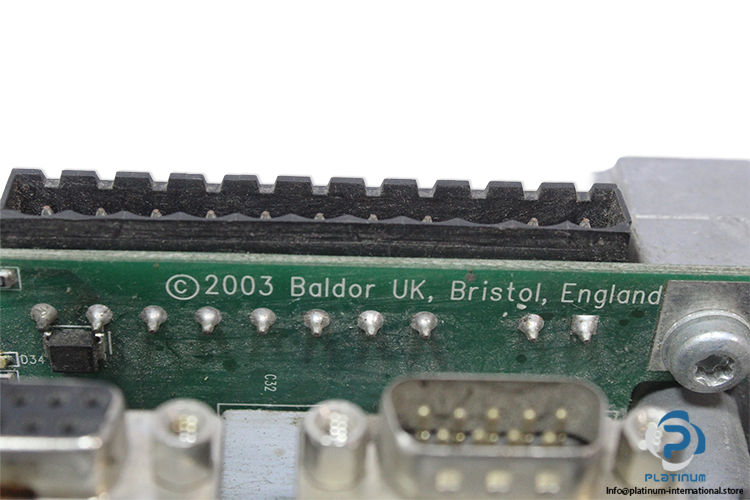 ©2003 Baldor UK, Bristol, England
D34
C32
PLATINUM
Info@platinum-international.store